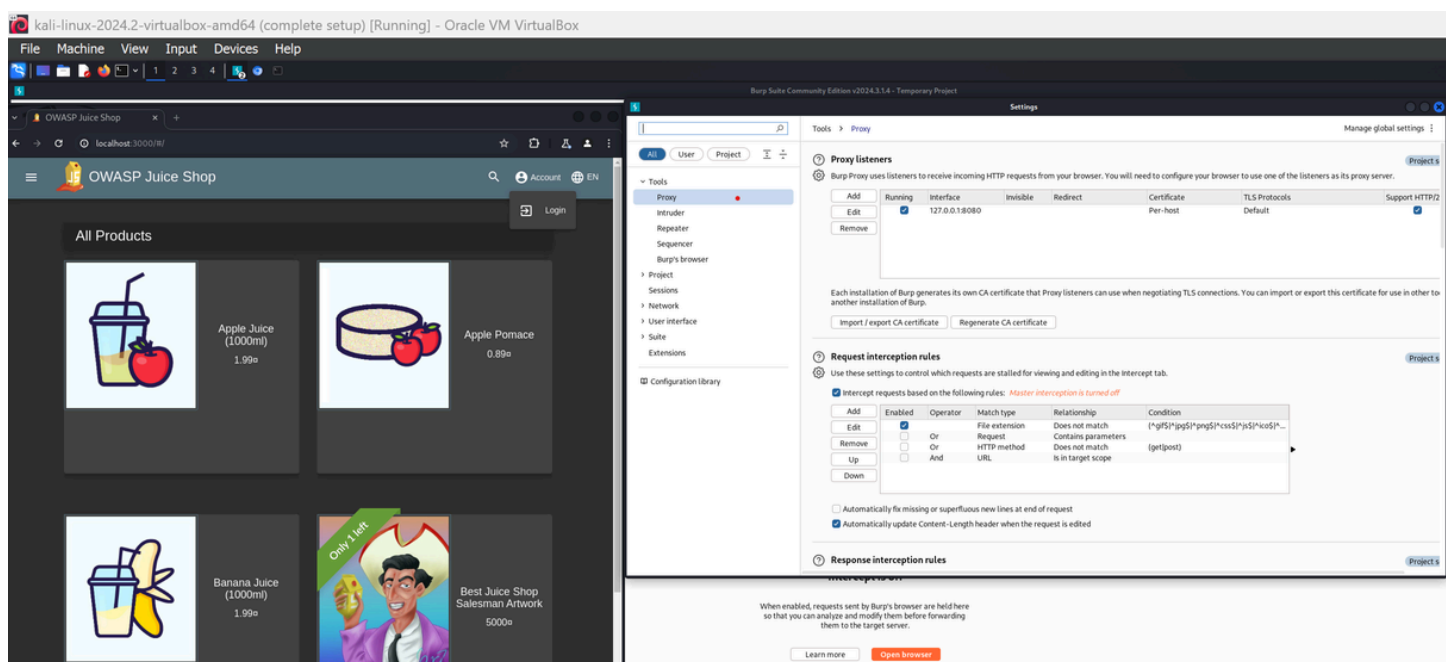 kali-linux-2024.2-virtualbox-amd64 (complete setup) [Running] - Oracle VM VirtualBox
File Machine View Input Devices Help
1 2 3 4
Burp Suite Community Edition v2024.3.1.4 - Temporary Project
OWASP Juice Shop
localhost:3000/#/
OWASP Juice Shop
Account
EN
Login
All Products
Apple Juice
(1000ml)
1.99¤
Apple Pomace
0.89¤
Banana Juice
(1000ml)
1.99¤
Only 1 left
Best Juice Shop
Salesman Artwork
5000¤
Settings
All User Project
Tools
Proxy
Intruder
Repeater
Sequencer
Burp's browser
Project
Sessions
Network
User interface
Suite
Extensions
Configuration library
Tools > Proxy
Manage global settings
Proxy listeners
Project s
Burp Proxy uses listeners to receive incoming HTTP requests from your browser. You will need to configure your browser to use one of the listeners as its proxy server.
Add
Edit
Remove
Running Interface Invisible Redirect Certificate TLS Protocols Support HTTP/2
127.0.0.1:8080 Per-host Default
Each installation of Burp generates its own CA certificate that Proxy listeners can use when negotiating TLS connections. You can import or export this certificate for use in other to
another installation of Burp.
Import / export CA certificate Regenerate CA certificate
Request interception rules
Project s
Use these settings to control which requests are stalled for viewing and editing in the Intercept tab.
Intercept requests based on the following rules: Master interception is turned off
Add
Edit
Remove
Up
Down
Enabled Operator Match type Relationship Condition
File extension Does not match (^gif$|^jpg$|^png$|^css$|^js$|^ico$|^...
Or Request Contains parameters
Or HTTP method Does not match (get|post)
And URL Is in target scope
Automatically fix missing or superfluous new lines at end of request
Automatically update Content-Length header when the request is edited
Response interception rules
Project s
When enabled, requests sent by Burp's browser are held here
so that you can analyze and modify them before forwarding
them to the target server.
Learn more Open browser